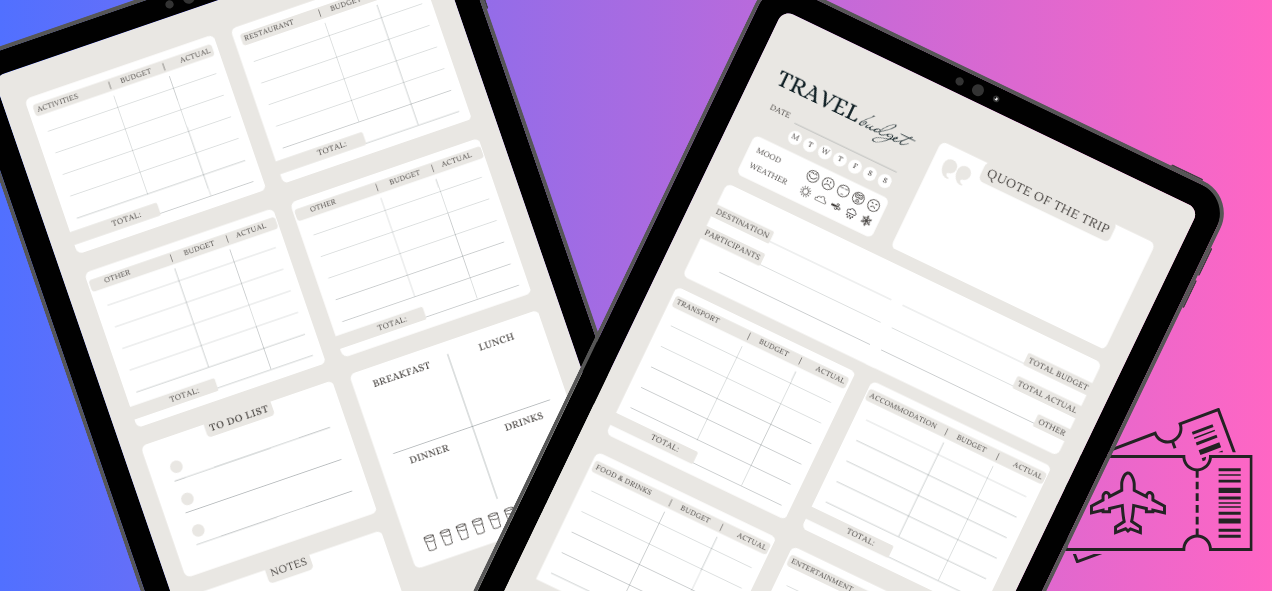 ACTIVITIES | BUDGET | ACTUAL
TOTAL:
RESTAURANT | BUDGET
TOTAL:
OTHER | BUDGET | ACTUAL
TOTAL:
OTHER | BUDGET | ACTUAL
TOTAL:
TO DO LIST
BREAKFAST
LUNCH
DINNER
DRINKS
NOTES
TRAVEL budget
DATE
M T W T F S S
MOOD
WEATHER
QUOTE OF THE TRIP
DESTINATION
PARTICIPANTS
TOTAL BUDGET
TOTAL ACTUAL
OTHER
TRANSPORT | BUDGET | ACTUAL
TOTAL:
ACCOMMODATION | BUDGET | ACTUAL
TOTAL:
FOOD & DRINKS | BUDGET | ACTUAL
ENTERTAINMENT